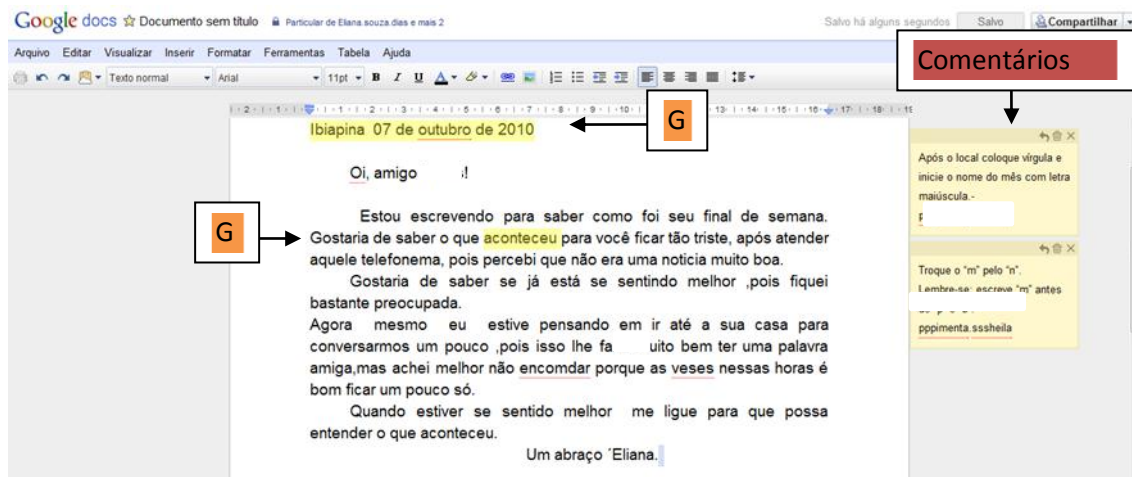 Google docs Documento sem título Particular de Eliana.souza.dias e mais 2 Salvo há alguns segundos Salvo Compartilhar
Arquivo Editar Visualizar Inserir Formatar Ferramentas Tabela Ajuda
Texto normal Arial 11pt B I U A
Comentários
G
G
Ibiapina 07 de outubro de 2010
Oi, amigo !
Estou escrevendo para saber como foi seu final de semana.
Gostaria de saber o que aconteceu para você ficar tão triste, após atender
aquele telefonema, pois percebi que não era uma noticia muito boa.
Gostaria de saber se já está se sentindo melhor ,pois fiquei
bastante preocupada.
Agora mesmo eu estive pensando em ir até a sua casa para
conversarmos um pouco ,pois isso lhe fa uito bem ter uma palavra
amiga,mas achei melhor não encomdar porque as veses nessas horas é
bom ficar um pouco só.
Quando estiver se sentido melhor me ligue para que possa
entender o que aconteceu.
Um abraço ´Eliana.
Após o local coloque vírgula e
inicie o nome do mês com letra
maiúscula.-
Troque o "m" pelo "n".
Lembre-se: escreve "m" antes
pppimenta.sssheila